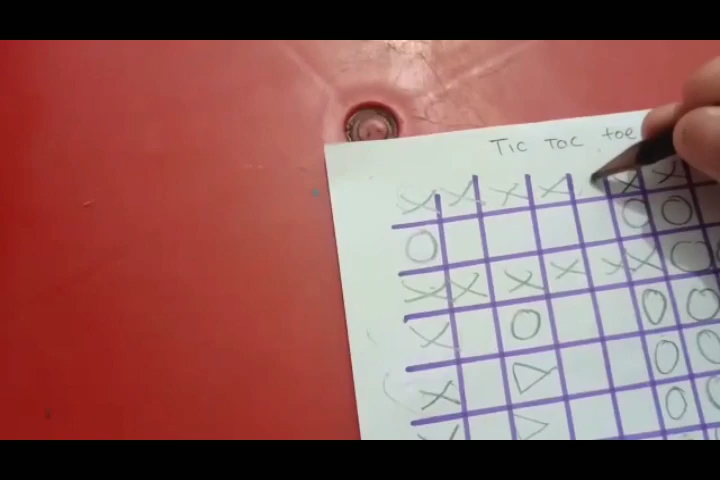 TIC TOC toe
X X X X X X
O O O
X X X X X X O
X O O O
X △ O O
X △ O O